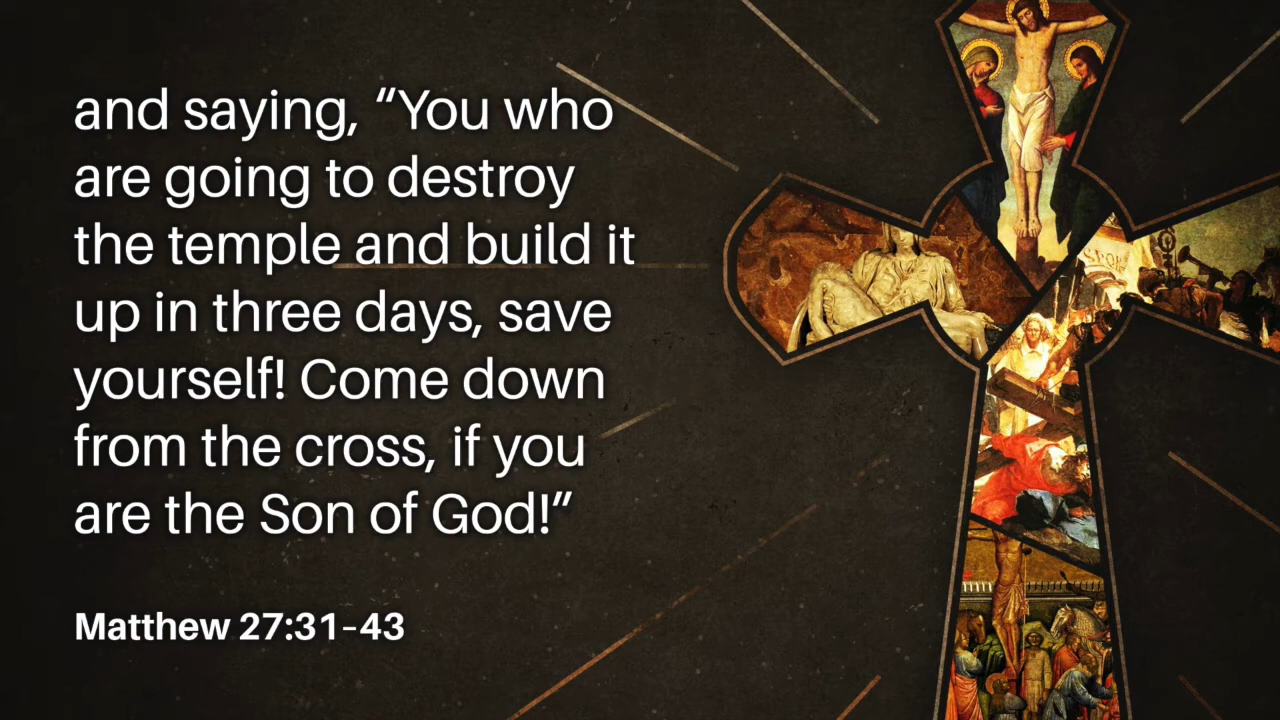 and saying, “You who
are going to destroy
the temple and build it
up in three days, save
yourself! Come down
from the cross, if you
are the Son of God!”
Matthew 27:31–43
SPQR